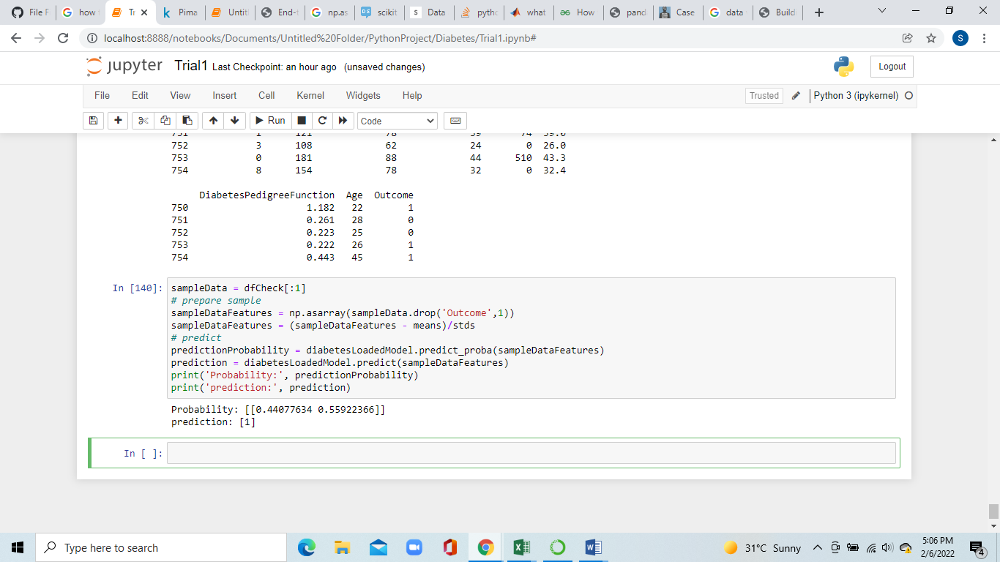 File F how Tr Pima Untitl End-t np.as scikit Data pytho what How pand Case data Build
localhost:8888/notebooks/Documents/Untitled%20Folder/PythonProject/Diabetes/Trial1.ipynb#
S
jupyter Trial1 Last Checkpoint: an hour ago (unsaved changes)
Logout
File Edit View Insert Cell Kernel Widgets Help
Trusted Python 3 (ipykernel)
Run Code
751 1 121 78 39 74 39.0
752 3 108 62 24 0 26.0
753 0 181 88 44 510 43.3
754 8 154 78 32 0 32.4
DiabetesPedigreeFunction Age Outcome
750 1.182 22 1
751 0.261 28 0
752 0.223 25 0
753 0.222 26 1
754 0.443 45 1
In [140]: sampleData = dfCheck[:1]
# prepare sample
sampleDataFeatures = np.asarray(sampleData.drop('Outcome',1))
sampleDataFeatures = (sampleDataFeatures - means)/stds
# predict
predictionProbability = diabetesLoadedModel.predict_proba(sampleDataFeatures)
prediction = diabetesLoadedModel.predict(sampleDataFeatures)
print('Probability:', predictionProbability)
print('prediction:', prediction)
Probability: [[0.44077634 0.55922366]]
prediction: [1]
In [ ]:
Type here to search
31°C Sunny
5:06 PM
2/6/2022
4